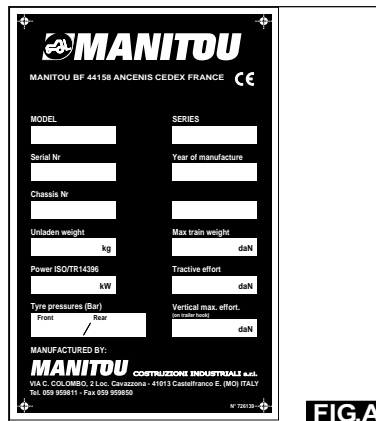 MANITOU
MANITOU BF 44158 ANCENIS CEDEX FRANCE CE
MODEL SERIES
Serial Nr Year of manufacture
Chassis Nr
Unladen weight Max train weight
kg daN
Power ISO/TR14396 Tractive effort
kW daN
Tyre pressures (Bar) Vertical max. effort.
(on trailer hook)
Front Rear
/ daN
MANUFACTURED BY:
MANITOU COSTRUZIONI INDUSTRIALI s.r.l.
VIA C. COLOMBO, 2 Loc. Cavazzona - 41013 Castelfranco E. (MO) ITALY
Tel. 059 959811 - Fax 059 959850
N° 726139
FIG.A